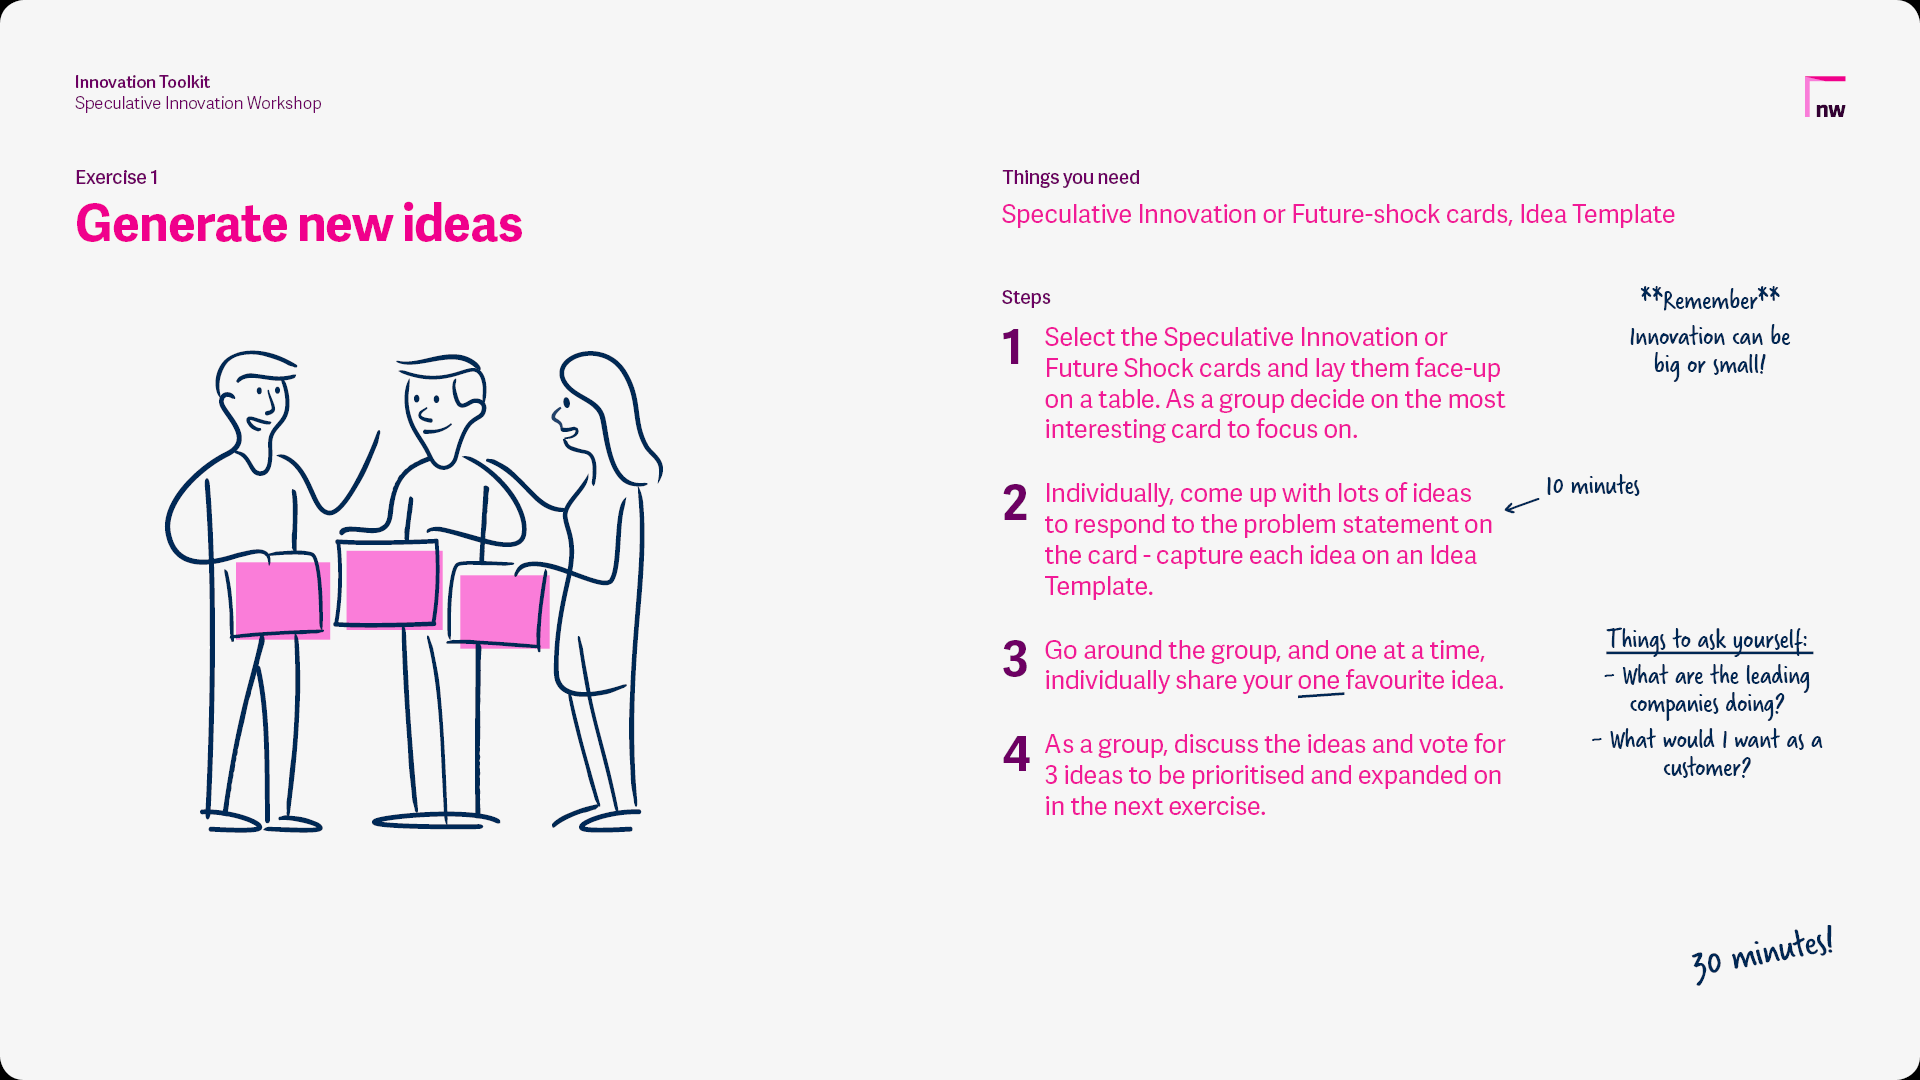 Innovation Toolkit
Speculative Innovation Workshop
nw
Exercise 1
Generate new ideas
Things you need
Speculative Innovation or Future-shock cards, Idea Template
Steps
1 Select the Speculative Innovation or
Future Shock cards and lay them face-up
on a table. As a group decide on the most
interesting card to focus on.
**Remember**
Innovation can be
big or small!
2 Individually, come up with lots of ideas
to respond to the problem statement on
the card - capture each idea on an Idea
Template.
10 minutes
3 Go around the group, and one at a time,
individually share your one favourite idea.
Things to ask yourself:
- What are the leading
companies doing?
- What would I want as a
customer?
4 As a group, discuss the ideas and vote for
3 ideas to be prioritised and expanded on
in the next exercise.
30 minutes!